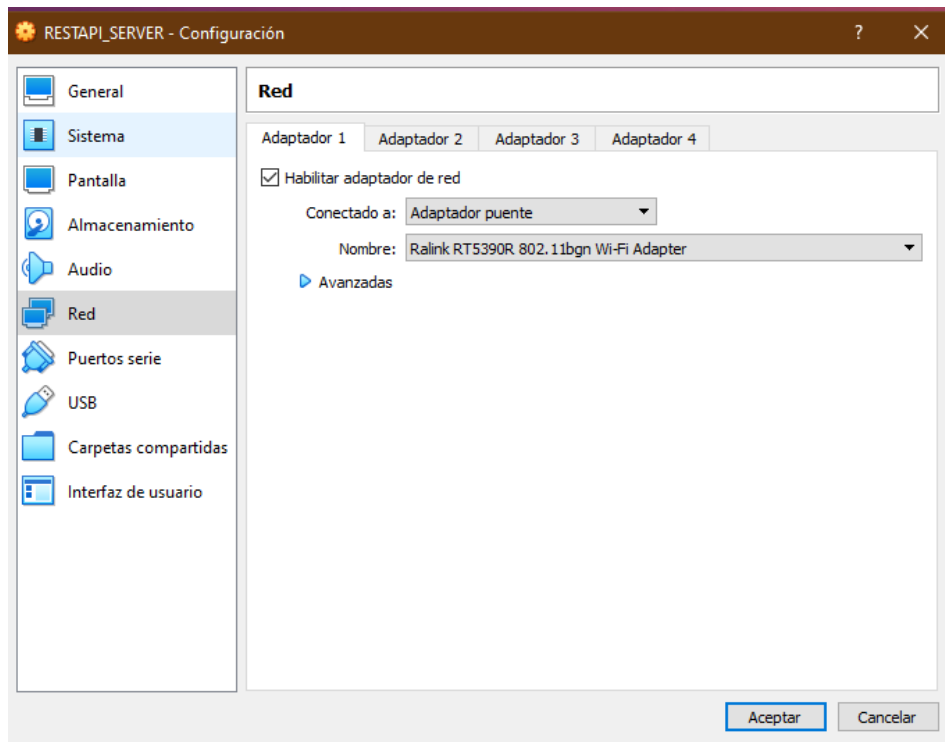 RESTAPI_SERVER - Configuración
?
General
Sistema
Pantalla
Almacenamiento
Audio
Red
Puertos serie
USB
Carpetas compartidas
Interfaz de usuario
Red
Adaptador 1 Adaptador 2 Adaptador 3 Adaptador 4
Habilitar adaptador de red
Conectado a: Adaptador puente
Nombre: Ralink RT5390R 802.11bgn Wi-Fi Adapter
Avanzadas
Aceptar Cancelar